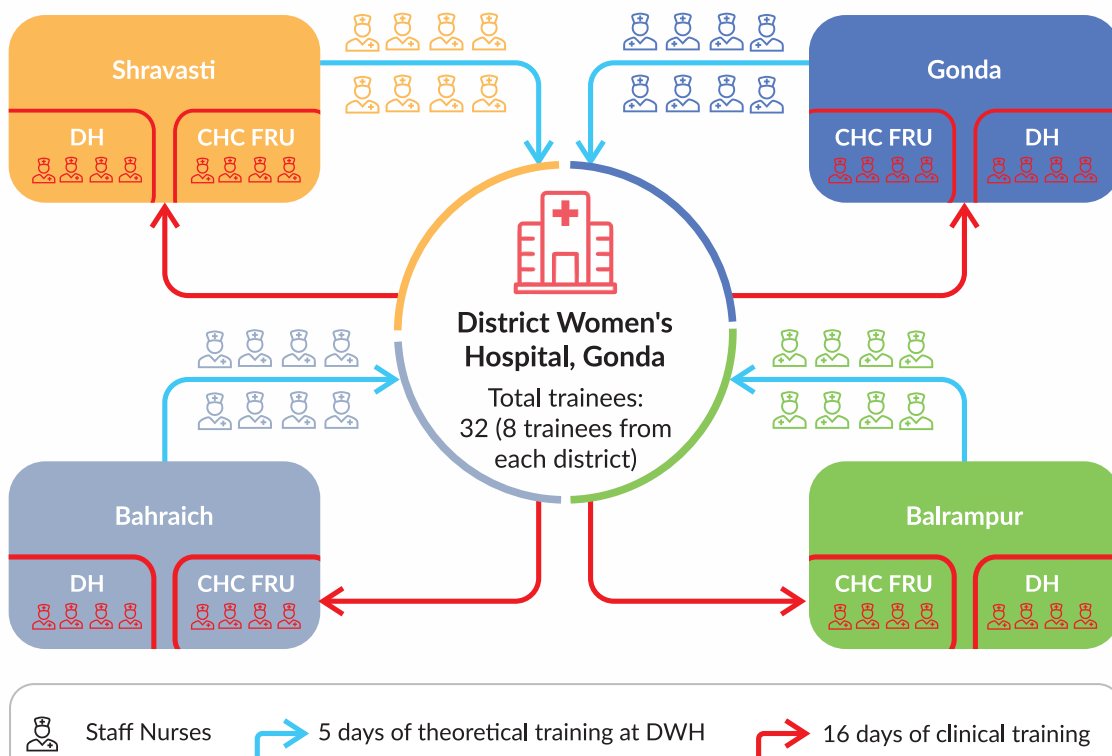 Shravasti
DH
CHC FRU
Gonda
CHC FRU
DH
District Women's
Hospital, Gonda
Total trainees:
32 (8 trainees from
each district)
Bahraich
DH
CHC FRU
Balrampur
CHC FRU
DH
Staff Nurses
5 days of theoretical training at DWH
16 days of clinical training